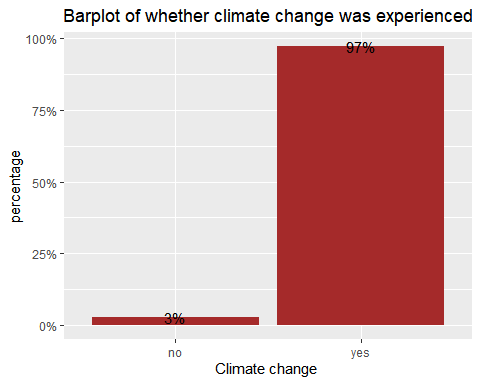 Barplot of whether climate change was experienced
100%
97%
75%
50%
25%
3%
0%
percentage
no
yes
Climate change